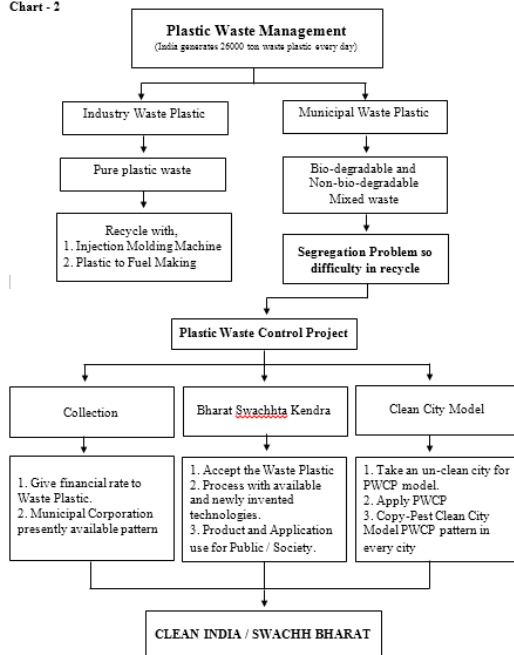 Chart - 2
Plastic Waste Management
(India generates 26000 ton waste plastic every day)
Industry Waste Plastic
Municipal Waste Plastic
Pure plastic waste
Bio-degradable and
Non-bio-degradable
Mixed waste
Recycle with,
1. Injection Molding Machine
2. Plastic to Fuel Making
Segregation Problem so
difficulty in recycle
Plastic Waste Control Project
Collection
Bharat Swachhta Kendra
Clean City Model
1. Give financial rate to
Waste Plastic.
2. Municipal Corporation
presently available pattern
1. Accept the Waste Plastic
2. Process with available
and newly invented
technologies.
3. Product and Application
use for Public / Society.
1. Take an un-clean city for
PWCP model.
2. Apply PWCP
3. Copy-Pest Clean City
Model PWCP pattern in
every city
CLEAN INDIA / SWACHH BHARAT